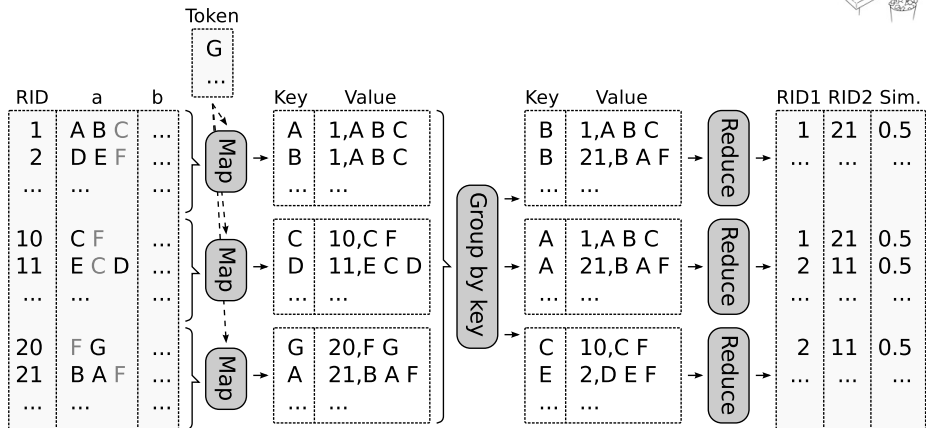 Token
G
...
RID a b Key Value Key Value RID1 RID2 Sim.
1 A B C ... A 1,A B C B 1,A B C 1 21 0.5
2 D E F ... B 1,A B C B 21,B A F ... ... ...
... ... ... ...
Map
Reduce
10 C F ... C 10,C F A 1,A B C 1 21 0.5
11 E C D ... D 11,E C D A 21,B A F 2 11 0.5
... ... ... ... ... ... ...
Map
Group by key
Reduce
20 F G ... G 20,F G C 10,C F 2 11 0.5
21 B A F ... A 21,B A F E 2,D E F ... ... ...
... ... ... ...
Map
Reduce